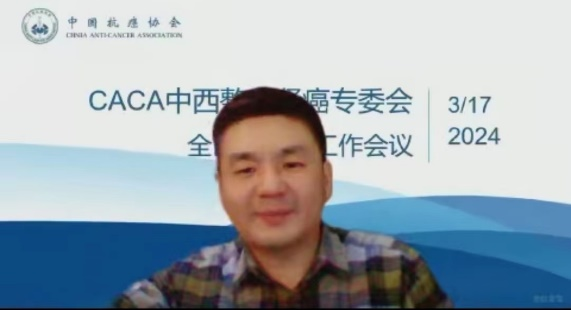 中国抗癌协会
CHINA ANTI-CANCER ASSOCIATION
CACA中西整 癌专委会
全 工作会议
3/17
2024